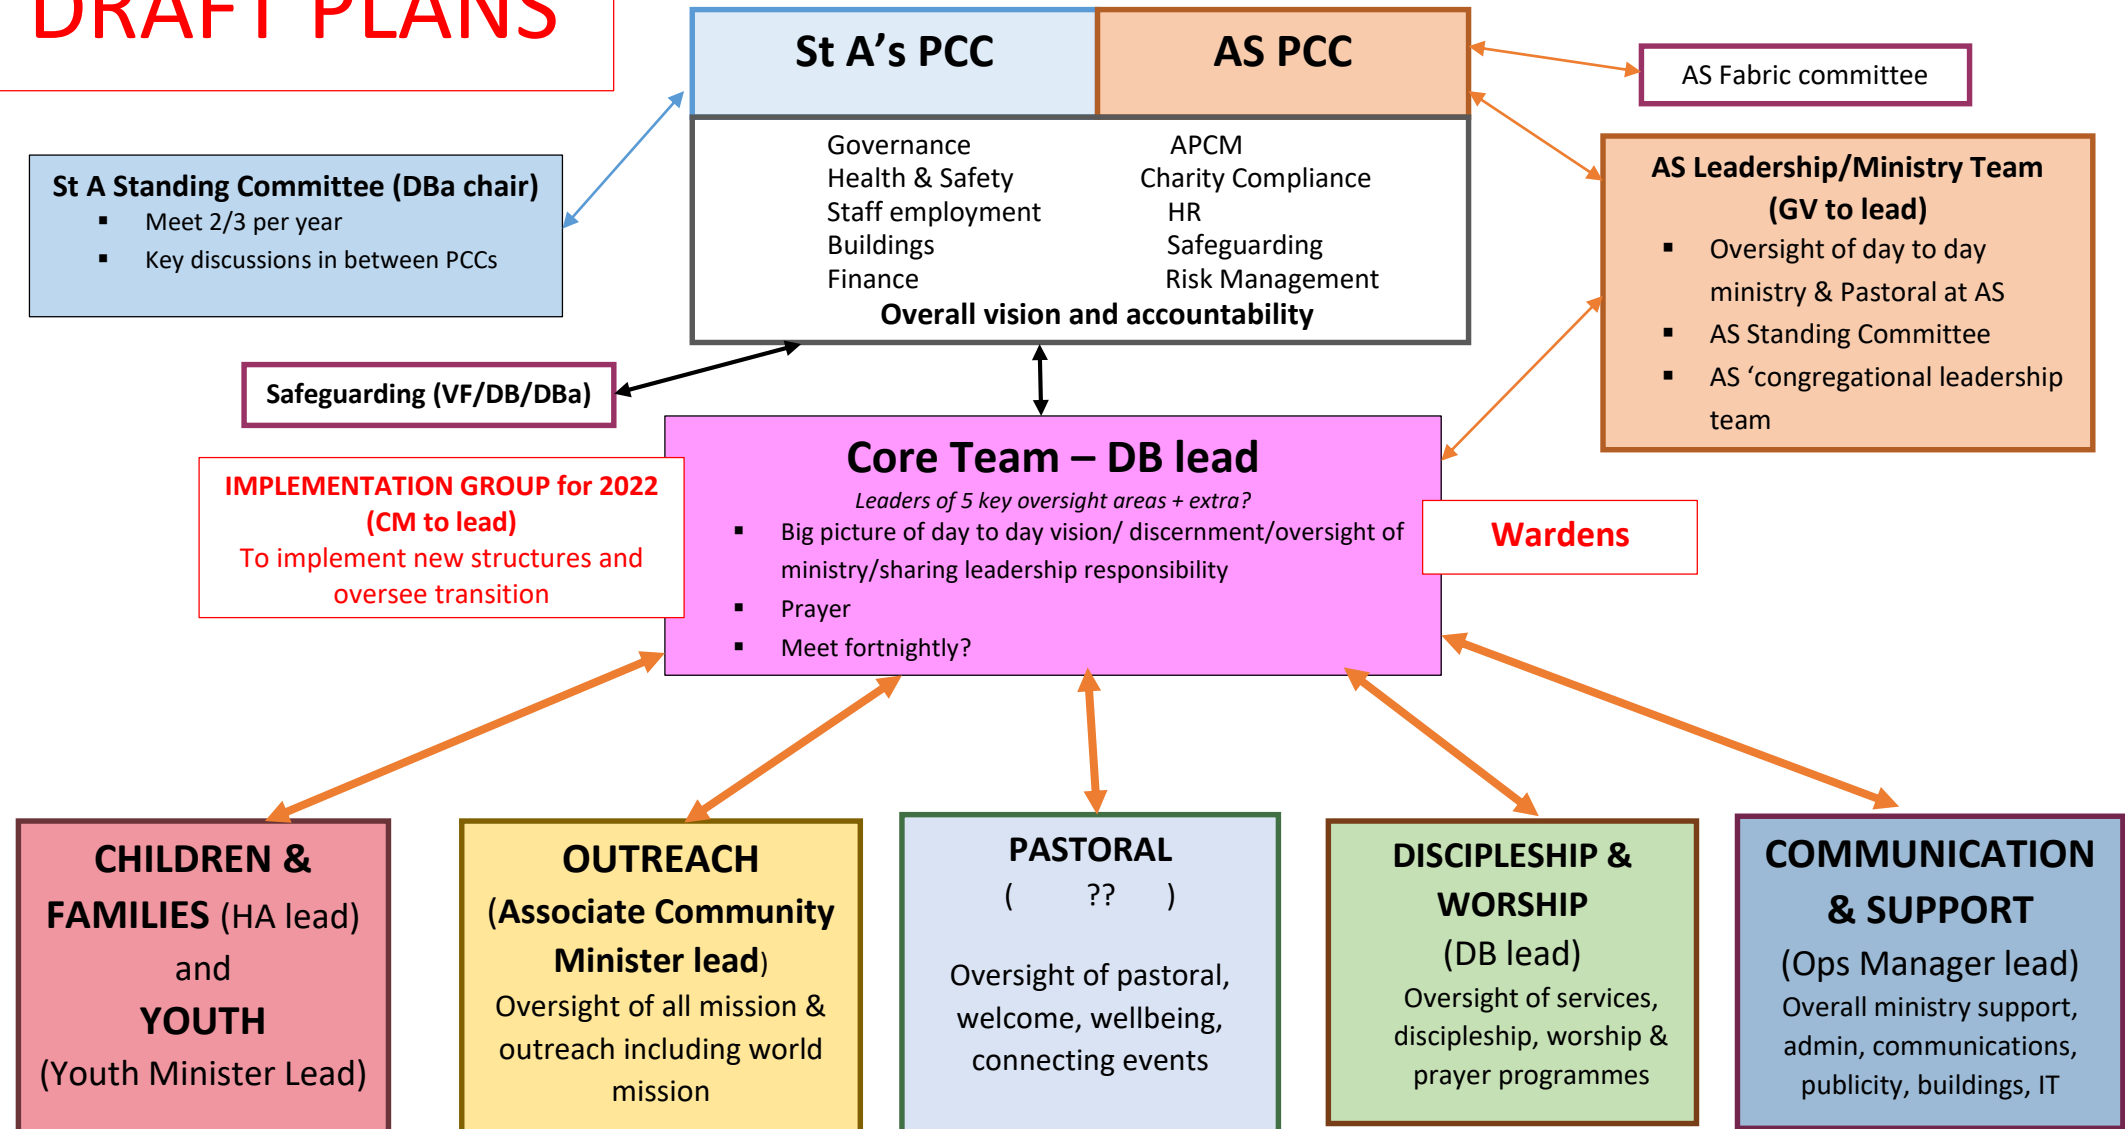 DRAFT PLANS
St A's PCC
AS PCC
AS Fabric committee
Governance APCM
Health & Safety Charity Compliance
Staff employment HR
Buildings Safeguarding
Finance Risk Management
Overall vision and accountability
St A Standing Committee (DBa chair)
▪ Meet 2/3 per year
▪ Key discussions in between PCCs
AS Leadership/Ministry Team
(GV to lead)
▪ Oversight of day to day
ministry & Pastoral at AS
▪ AS Standing Committee
▪ AS ‘congregational leadership
team
Safeguarding (VF/DB/DBa)
IMPLEMENTATION GROUP for 2022
(CM to lead)
To implement new structures and
oversee transition
Core Team – DB lead
Leaders of 5 key oversight areas + extra?
▪ Big picture of day to day vision/ discernment/oversight of
ministry/sharing leadership responsibility
▪ Prayer
▪ Meet fortnightly?
Wardens
CHILDREN &
FAMILIES (HA lead)
and
YOUTH
(Youth Minister Lead)
OUTREACH
(Associate Community
Minister lead)
Oversight of all mission &
outreach including world
mission
PASTORAL
( ?? )
Oversight of pastoral,
welcome, wellbeing,
connecting events
DISCIPLESHIP &
WORSHIP
(DB lead)
Oversight of services,
discipleship, worship &
prayer programmes
COMMUNICATION
& SUPPORT
(Ops Manager lead)
Overall ministry support,
admin, communications,
publicity, buildings, IT